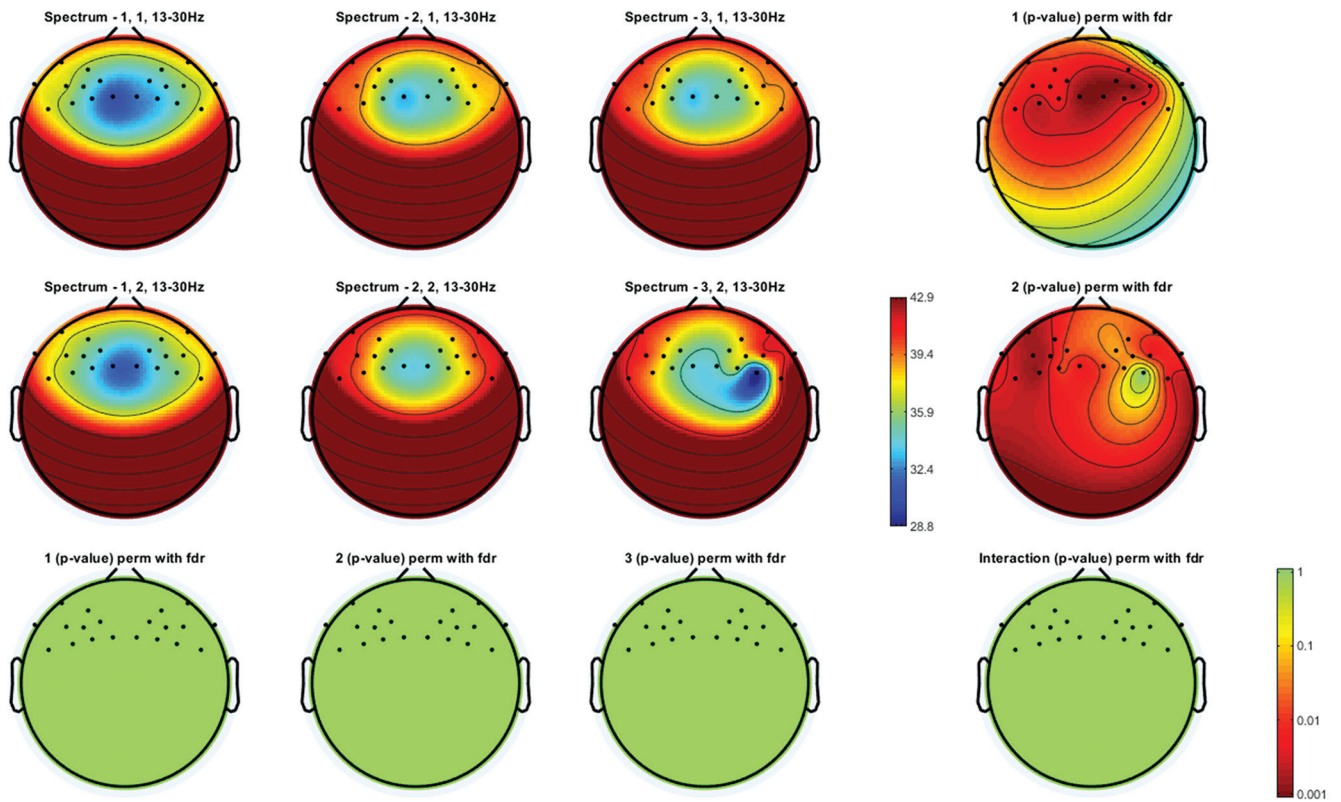 Spectrum - 1, 1, 13-30Hz
Spectrum - 2, 1, 13-30Hz
Spectrum - 3, 1, 13-30Hz
1 (p-value) perm with fdr
Spectrum - 1, 2, 13-30Hz
Spectrum - 2, 2, 13-30Hz
Spectrum - 3, 2, 13-30Hz
2 (p-value) perm with fdr
42.9
39.4
35.9
32.4
28.8
1 (p-value) perm with fdr
2 (p-value) perm with fdr
3 (p-value) perm with fdr
Interaction (p-value) perm with fdr
1
0.1
0.01
0.001